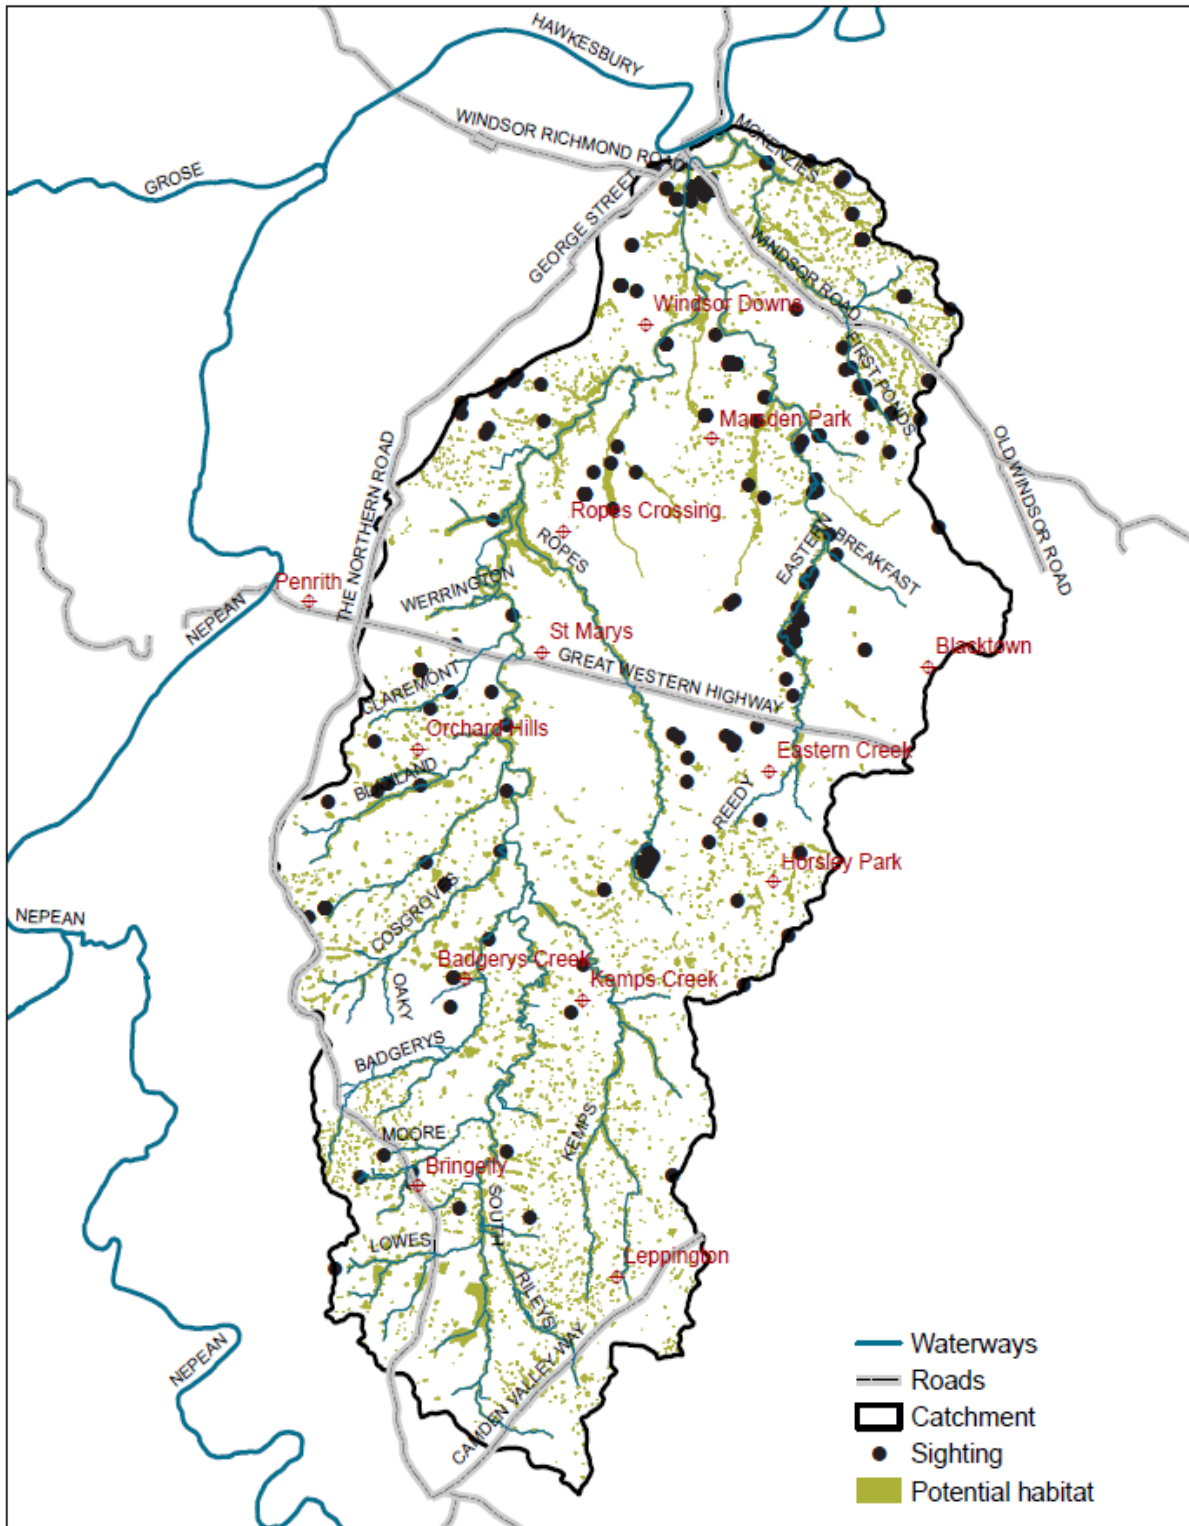 HAWKESBURY
WINDSOR RICHMOND ROAD
MCKENZIES
GROSE
GEORGE STREET
WINDSOR ROAD
Windsor Downs
FIRST PONDS
Marsden Park
OLD WINDSOR ROAD
THE NORTHERN ROAD
Ropes Crossing
ROPES
EASTERN
BREAKFAST
Penrith
WERRINGTON
NEPEAN
St Marys
Blacktown
GREAT WESTERN HIGHWAY
CLAREMONT
Orchard Hills
Eastern Creek
BLAXLAND
REEDY
Horsley Park
COSGROVES
NEPEAN
Badgerys Creek
Kemps Creek
OAKY
BADGERYS
KEMPS
MOORE
Bringelly
SOUTH
LOWES
Leppington
RILEYS
NEPEAN
CAMDEN VALLEY WAY
Waterways
Roads
Catchment
Sighting
Potential habitat